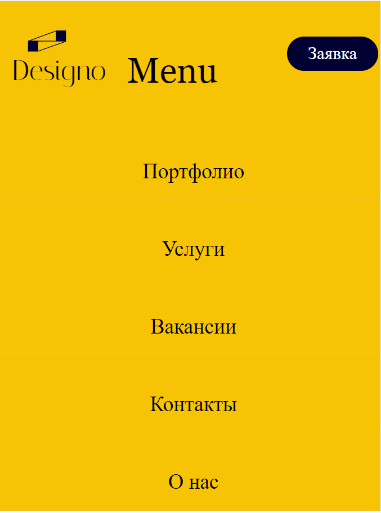 Designo
Menu
Заявка
Портфолио
Услуги
Вакансии
Контакты
О нас